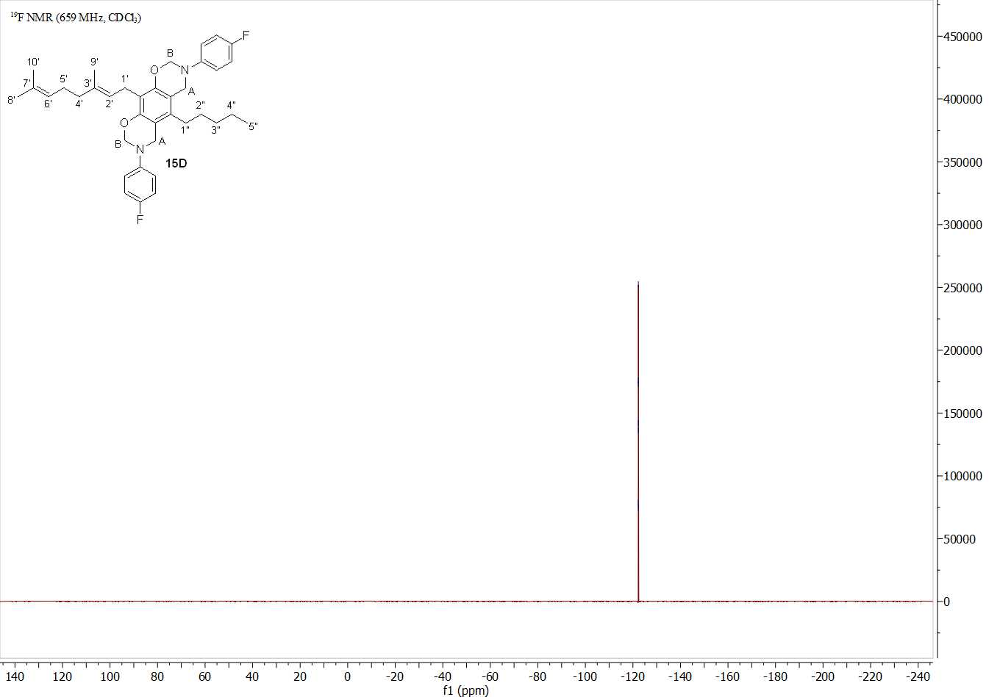 ¹⁹F NMR (659 MHz, CDCl₃)
F
10'
9'
B
7'
5'
3'
1'
O
N
8'
6'
4'
2'
A
2"
4"
O
1"
3"
5"
B
A
N
15D
F
450000
400000
350000
300000
250000
200000
150000
100000
50000
0
140 120 100 80 60 40 20 0 -20 -40 -60 -80 -100 -120 -140 -160 -180 -200 -220 -240
f1 (ppm)